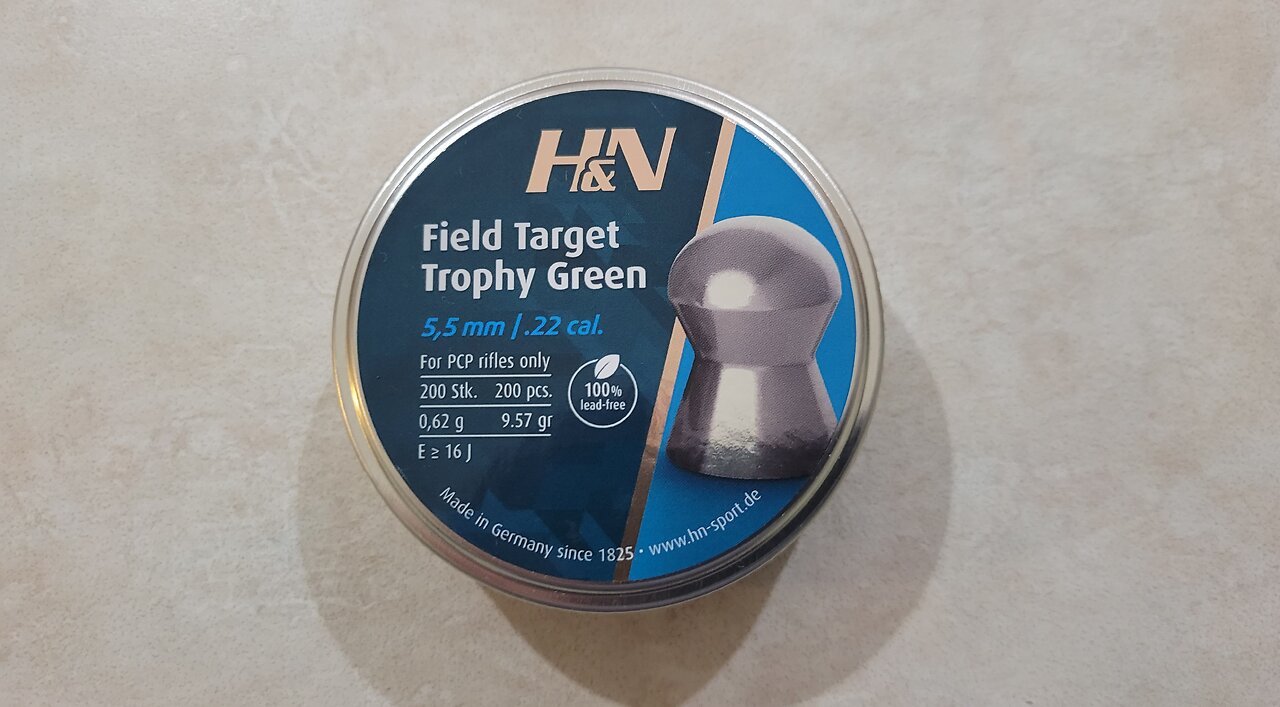 H&N
Field Target
Trophy Green
5,5 mm | .22 cal.
For PCP rifles only
200 Stk. 200 pcs.
0,62 g 9.57 gr
E ≥ 16 J
100%
lead-free
Made in Germany since 1825 • www.hn-sport.de